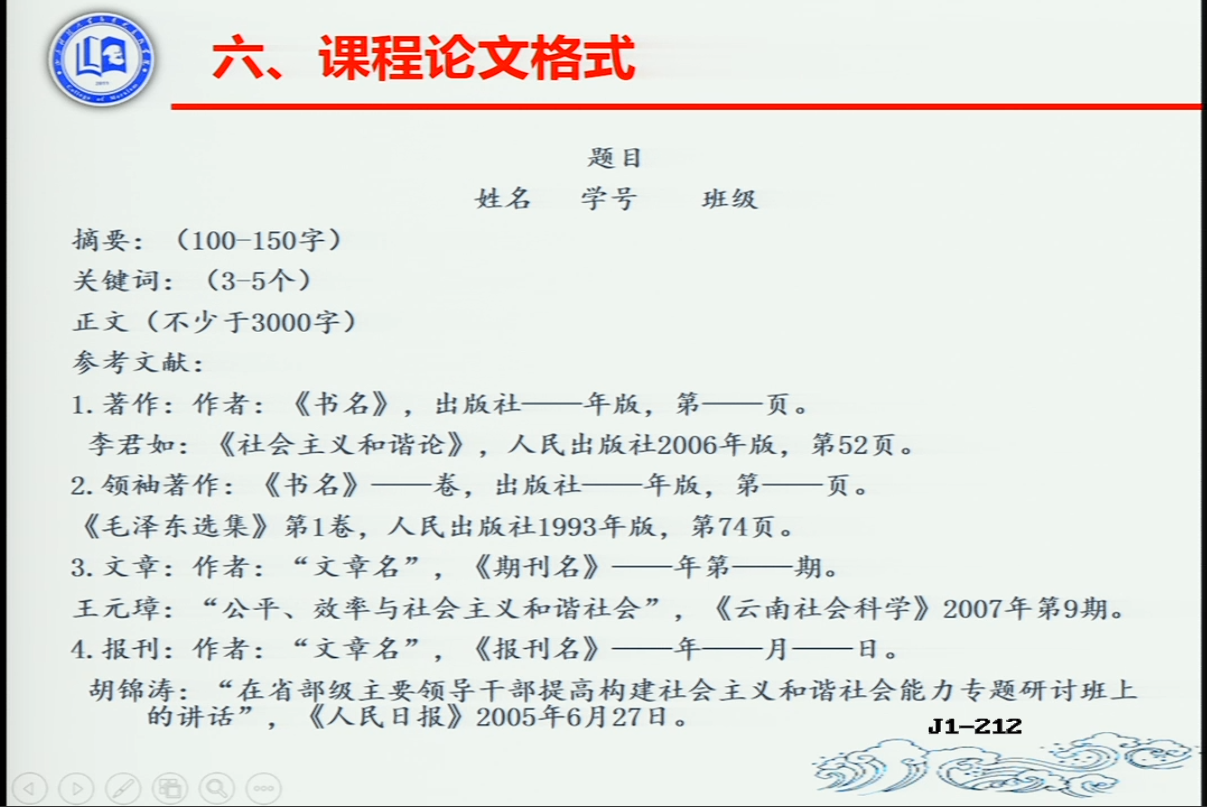 六、课程论文格式
题目
姓名 学号 班级
摘要：（100-150字）
关键词：（3-5个）
正文（不少于3000字）
参考文献：
1.著作：作者：《书名》，出版社——年版，第——页。
李君如：《社会主义和谐论》，人民出版社2006年版，第52页。
2.领袖著作：《书名》——卷，出版社——年版，第——页。
《毛泽东选集》第1卷，人民出版社1993年版，第74页。
3.文章：作者：“文章名”，《期刊名》——年第——期。
王元璋：“公平、效率与社会主义和谐社会”，《云南社会科学》2007年第9期。
4.报刊：作者：“文章名”，《报刊名》——年——月——日。
胡锦涛：“在省部级主要领导干部提高构建社会主义和谐社会能力专题研讨班上
的讲话”，《人民日报》2005年6月27日。
J1-212